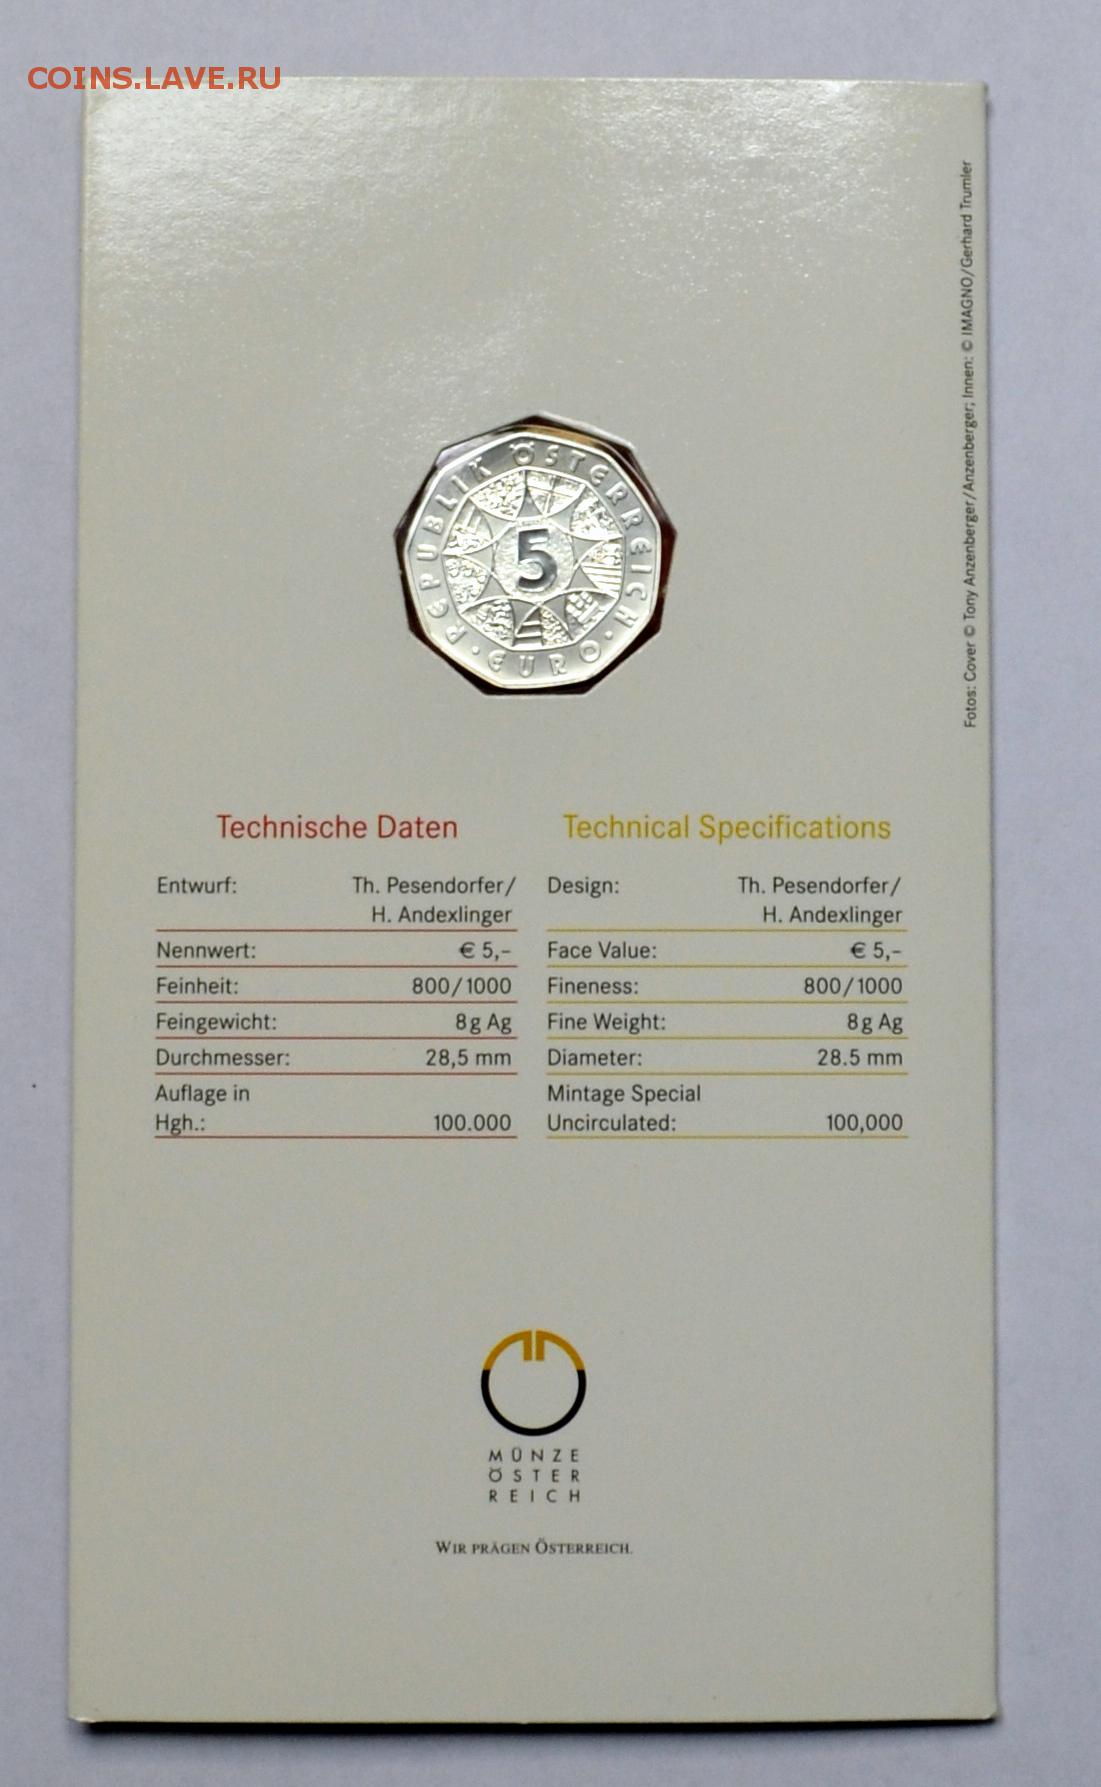 COINS.LAVE.RU
Fotos: Cover © Tony Anzenberger/Anzenberger; Innen: © IMAGNO/Gerhard Trumler
REPUBLIK ÖSTERREICH · EURO ·
5
Technische Daten
Entwurf: Th. Pesendorfer/
H. Andexlinger
Nennwert: € 5,–
Feinheit: 800/1000
Feingewicht: 8g Ag
Durchmesser: 28,5 mm
Auflage in
Hgh.: 100.000
Technical Specifications
Design: Th. Pesendorfer/
H. Andexlinger
Face Value: € 5,–
Fineness: 800/1000
Fine Weight: 8g Ag
Diameter: 28.5 mm
Mintage Special
Uncirculated: 100,000
MÜNZE
ÖSTER
REICH
WIR PRÄGEN ÖSTERREICH.